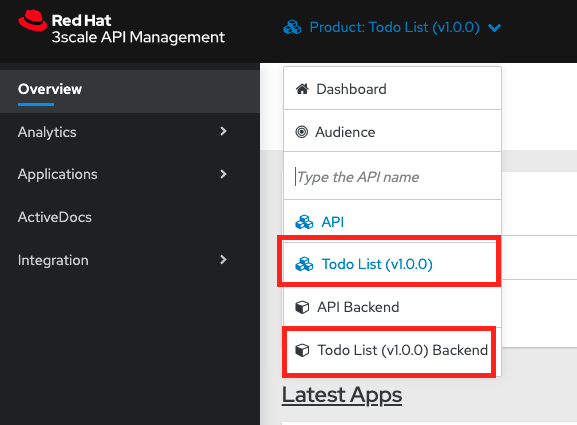 Red Hat
3scale API Management
Product: Todo List (v1.0.0)
Overview
Analytics
Applications
ActiveDocs
Integration
Dashboard
Audience
Type the API name
API
Todo List (v1.0.0)
API Backend
Todo List (v1.0.0) Backend
Latest Apps